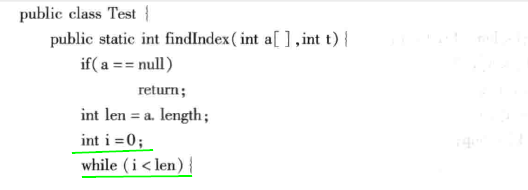 public class Test {
public static int findIndex( int a[ ] ,int t) {
if( a == null)
return;
int len = a. length;
int i =0;
while ( i < len) {